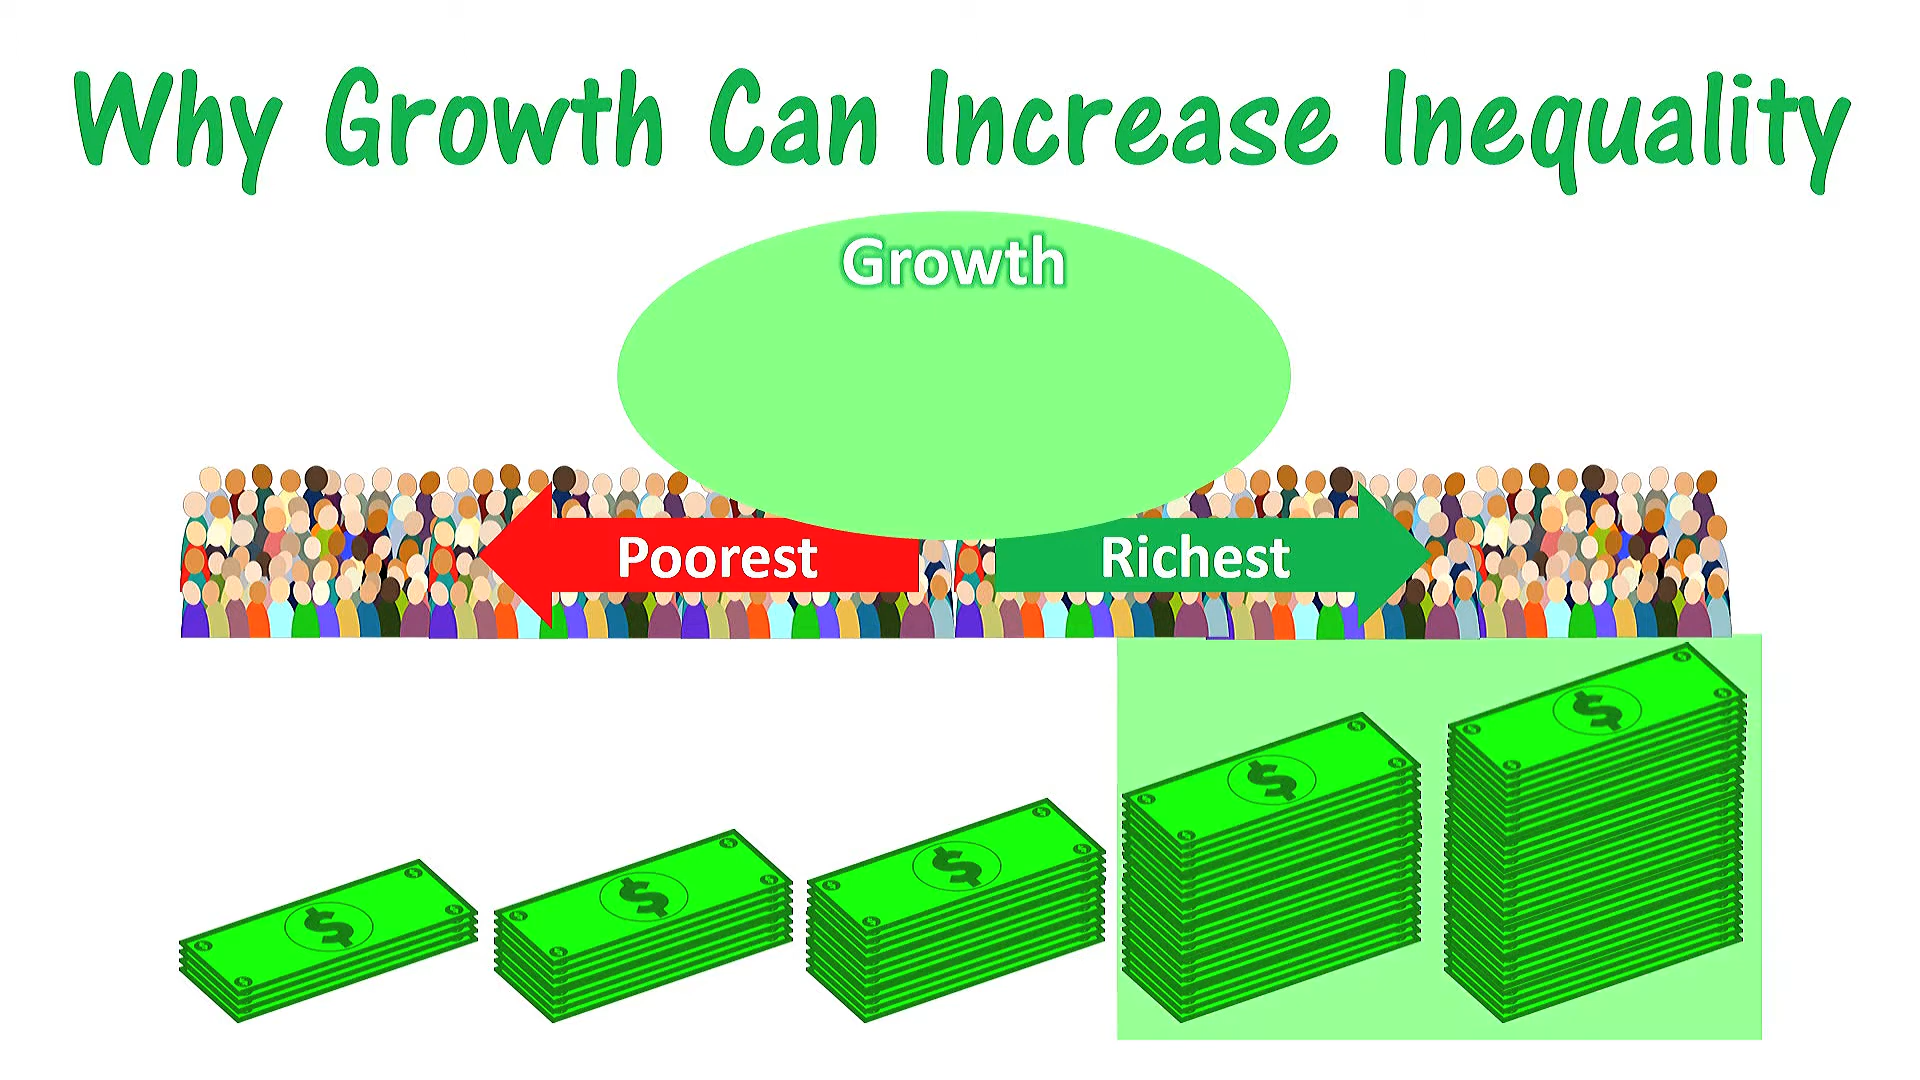 Why Growth Can Increase Inequality
Growth
Poorest Richest
$ $ $ $ $